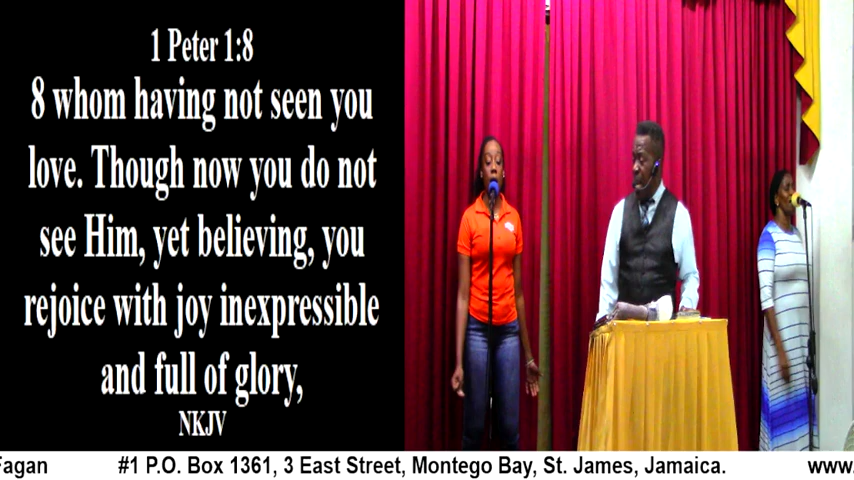 1 Peter 1:8
8 whom having not seen you
love. Though now you do not
see Him, yet believing, you
rejoice with joy inexpressible
and full of glory,
NKJV
Fagan #1 P.O. Box 1361, 3 East Street, Montego Bay, St. James, Jamaica. www.